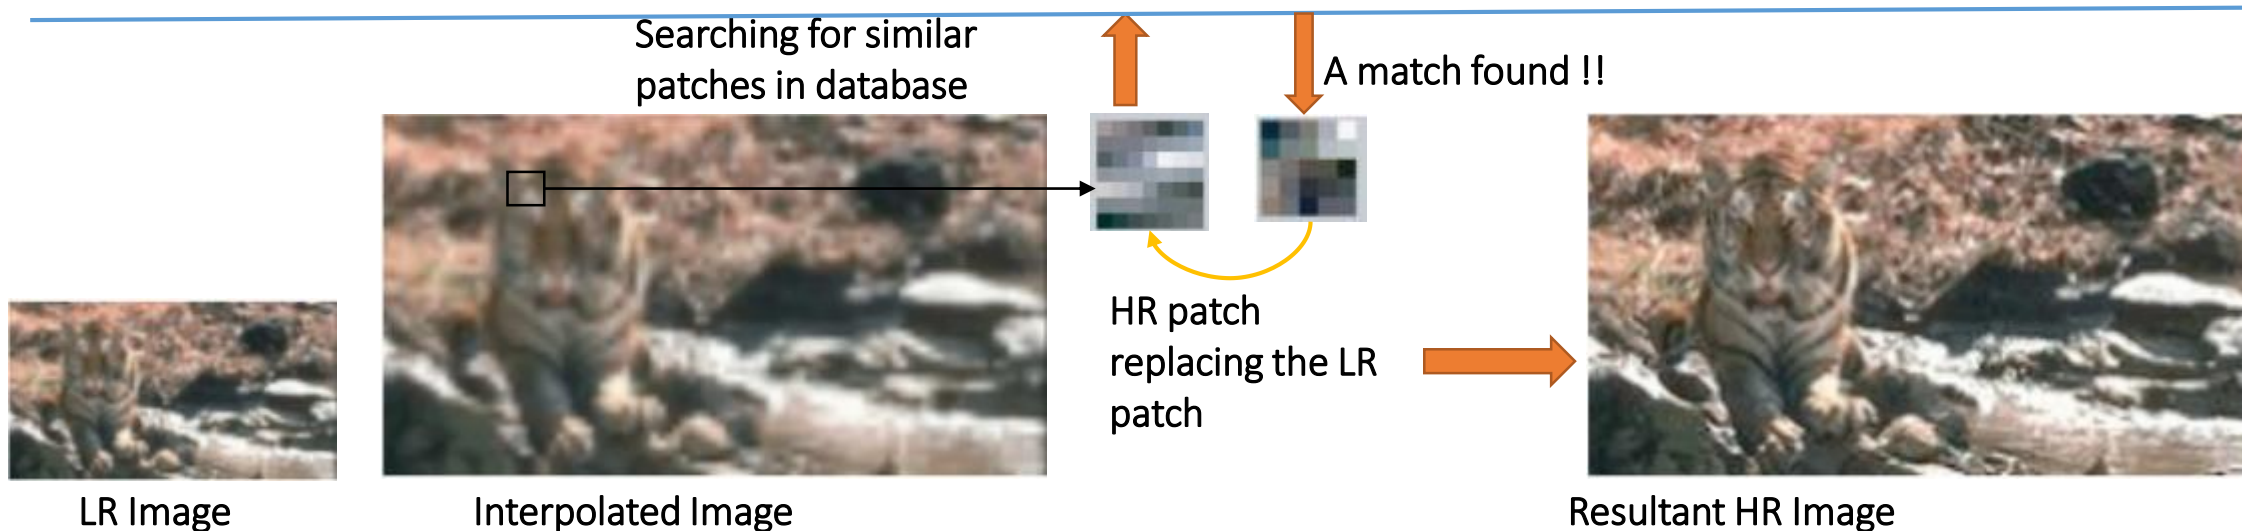 Searching for similar
patches in database
A match found !!
HR patch
replacing the LR
patch
LR Image
Interpolated Image
Resultant HR Image